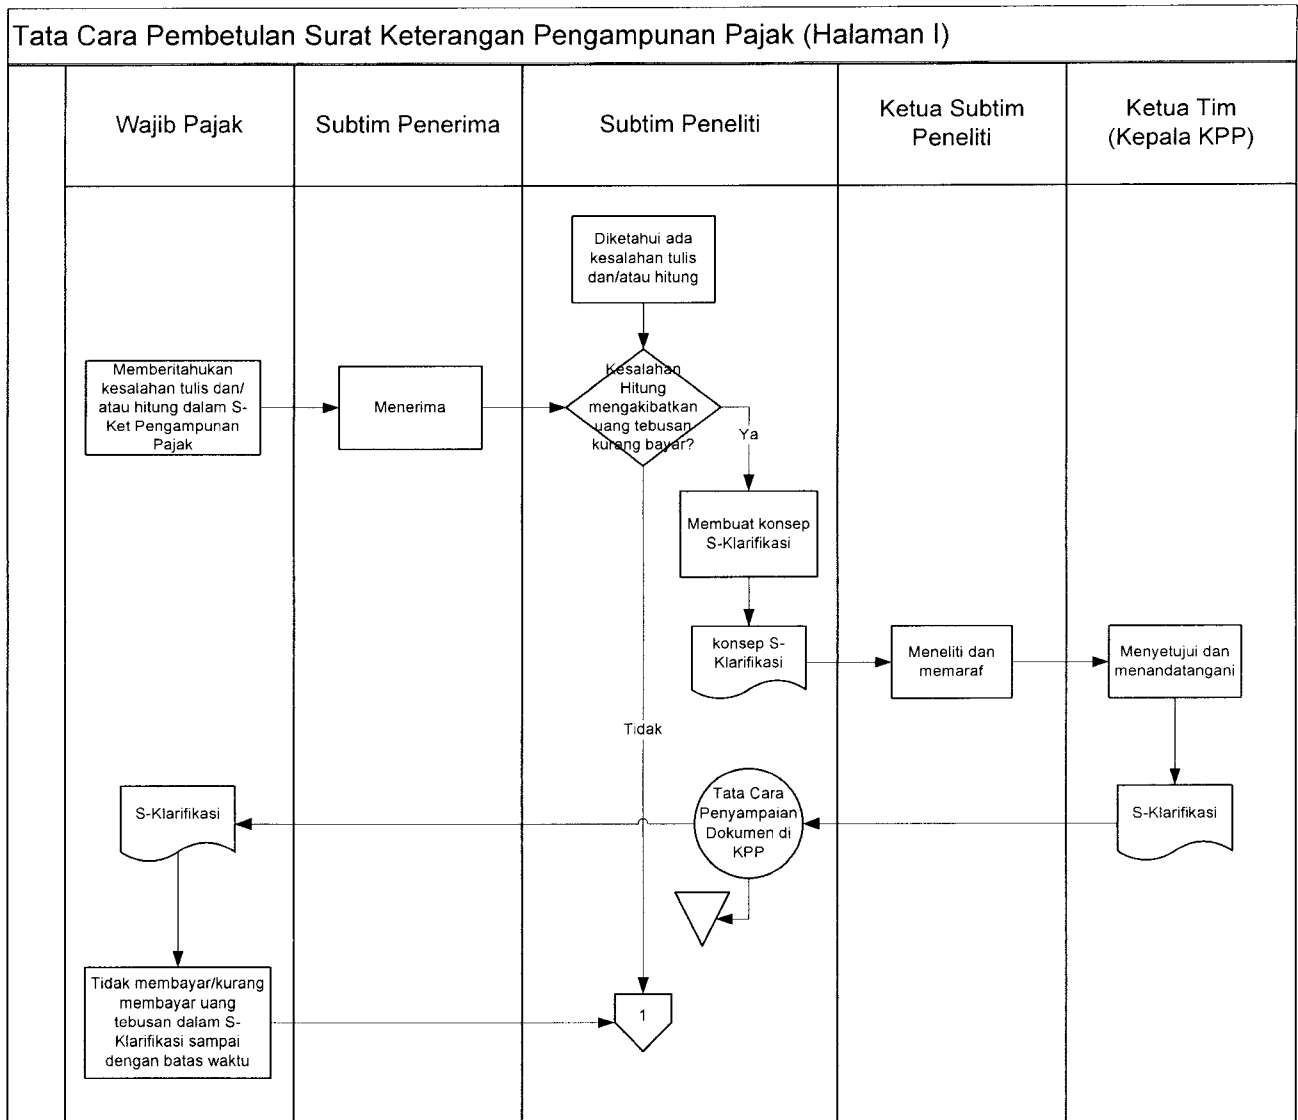 Tata Cara Pembetulan Surat Keterangan Pengampunan Pajak (Halaman I)
Wajib Pajak
Subtim Penerima
Subtim Peneliti
Ketua Subtim
Peneliti
Ketua Tim
(Kepala KPP)
Diketahui ada
kesalahan tulis
dan/atau hitung
Memberitahukan
kesalahan tulis dan/
atau hitung dalam S-
Ket Pengampunan
Pajak
Menerima
Kesalahan
Hitung
mengakibatkan
uang tebusan
kurang bayar?
Ya
Membuat konsep
S-Klarifikasi
konsep S-
Klarifikasi
Meneliti dan
memaraf
Menyetujui dan
menandatangani
Tidak
S-Klarifikasi
Tata Cara
Penyampaian
Dokumen di
KPP
S-Klarifikasi
Tidak membayar/kurang
membayar uang
tebusan dalam S-
Klarifikasi sampai
dengan batas waktu
1